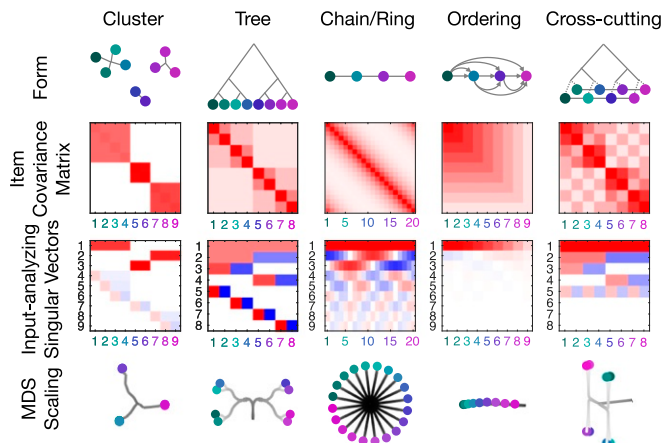 Cluster Tree Chain/Ring Ordering Cross-cutting
Form
Item
Covariance
Matrix
1 2 3 4 5 6 7 8 9 1 2 3 4 5 6 7 8 1 5 10 15 20 1 2 3 4 5 6 7 8 9 1 2 3 4 5 6 7 8
Input-analyzing
Singular Vectors
1 1 1 1 1
2 2 2 2 2
3 3 3 3 3
4 4 4 4 4
5 5 5 5 5
6 6 6 6 6
7 7 7 7 7
8 8 8 8 8
9 9 9
1 2 3 4 5 6 7 8 9 1 2 3 4 5 6 7 8 1 5 10 15 20 1 2 3 4 5 6 7 8 9 1 2 3 4 5 6 7 8
MDS
Scaling